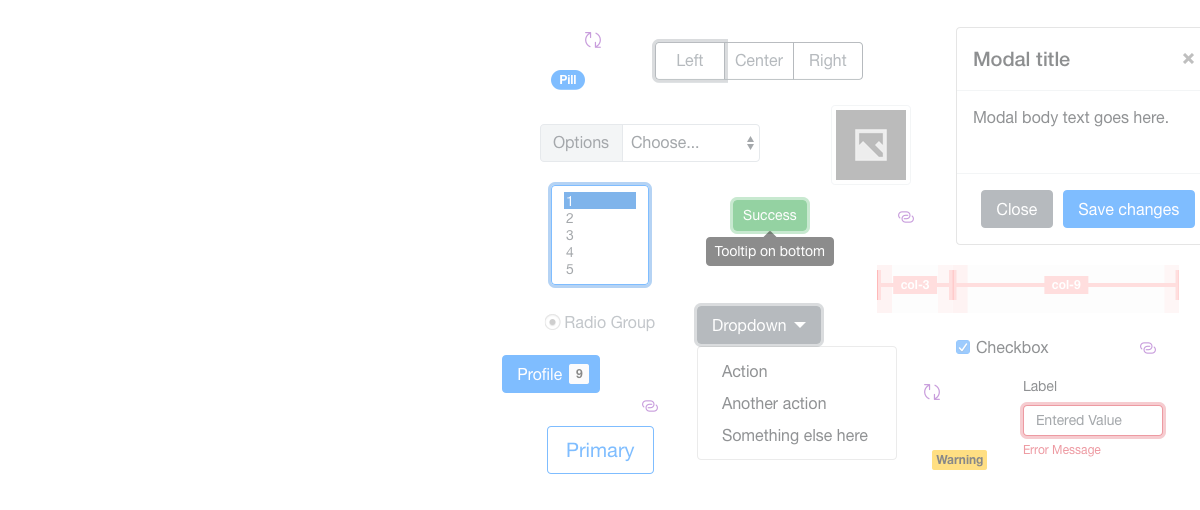 Left Center Right
Pill
Modal title
Modal body text goes here.
Close Save changes
Options Choose...
1
2
3
4
5
Success
Tooltip on bottom
col-3 col-9
Radio Group
Dropdown
Action
Another action
Something else here
Checkbox
Profile 9
Label
Entered Value
Error Message
Primary
Warning